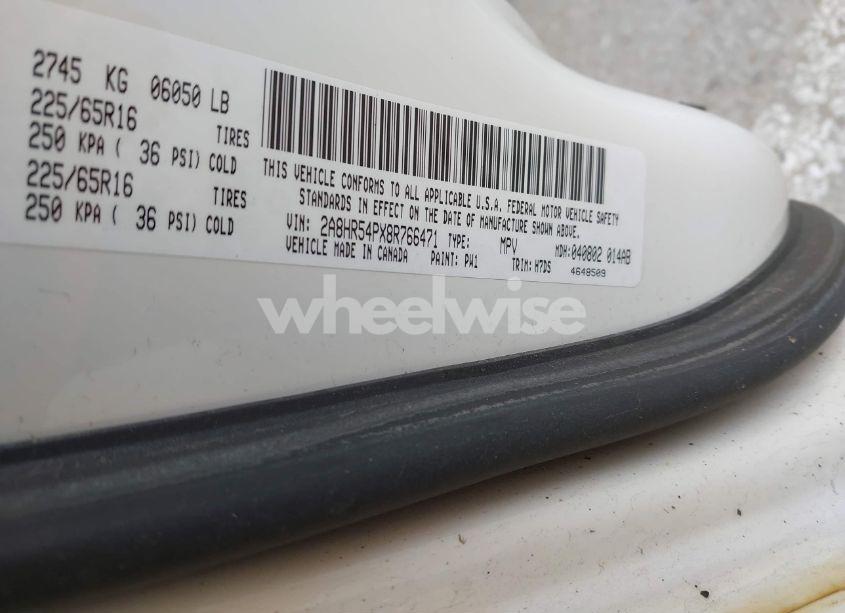 2745 KG 06050 LB
225/65R16 TIRES
250 KPA ( 36 PSI) COLD
225/65R16 TIRES
250 KPA ( 36 PSI) COLD
THIS VEHICLE CONFORMS TO ALL APPLICABLE U.S.A. FEDERAL MOTOR VEHICLE SAFETY
STANDARDS IN EFFECT ON THE DATE OF MANUFACTURE SHOWN ABOVE.
VIN: 2A8HR54PX8R766471 TYPE: MPV MDH:040802 014AB
VEHICLE MADE IN CANADA PAINT: PW1 TRIM: H7D5 4648509
wheelwise